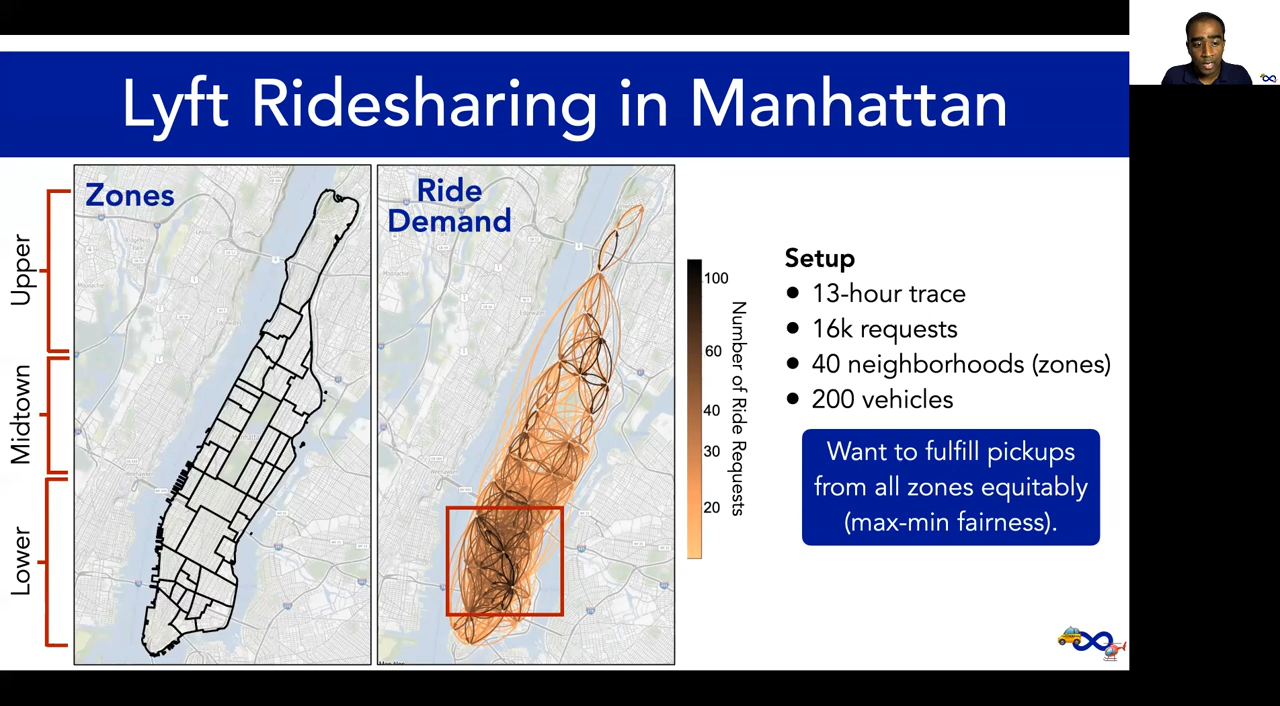 Lyft Ridesharing in Manhattan
Upper
Midtown
Lower
Zones
Ride
Demand
100
60
40
30
20
Number of Ride Requests
Setup
• 13-hour trace
• 16k requests
• 40 neighborhoods (zones)
• 200 vehicles
Want to fulfill pickups
from all zones equitably
(max-min fairness).